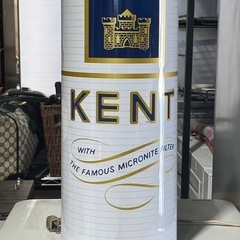 KENT
WITH
THE FAMOUS MICRONITE FILTER